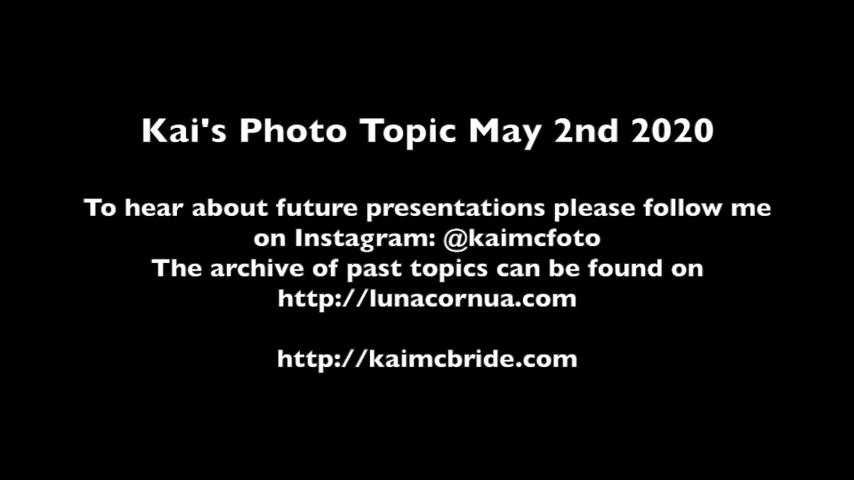 Kai's Photo Topic May 2nd 2020
To hear about future presentations please follow me
on Instagram: @kaimcfoto
The archive of past topics can be found on
http://lunacornua.com
http://kaimcbride.com